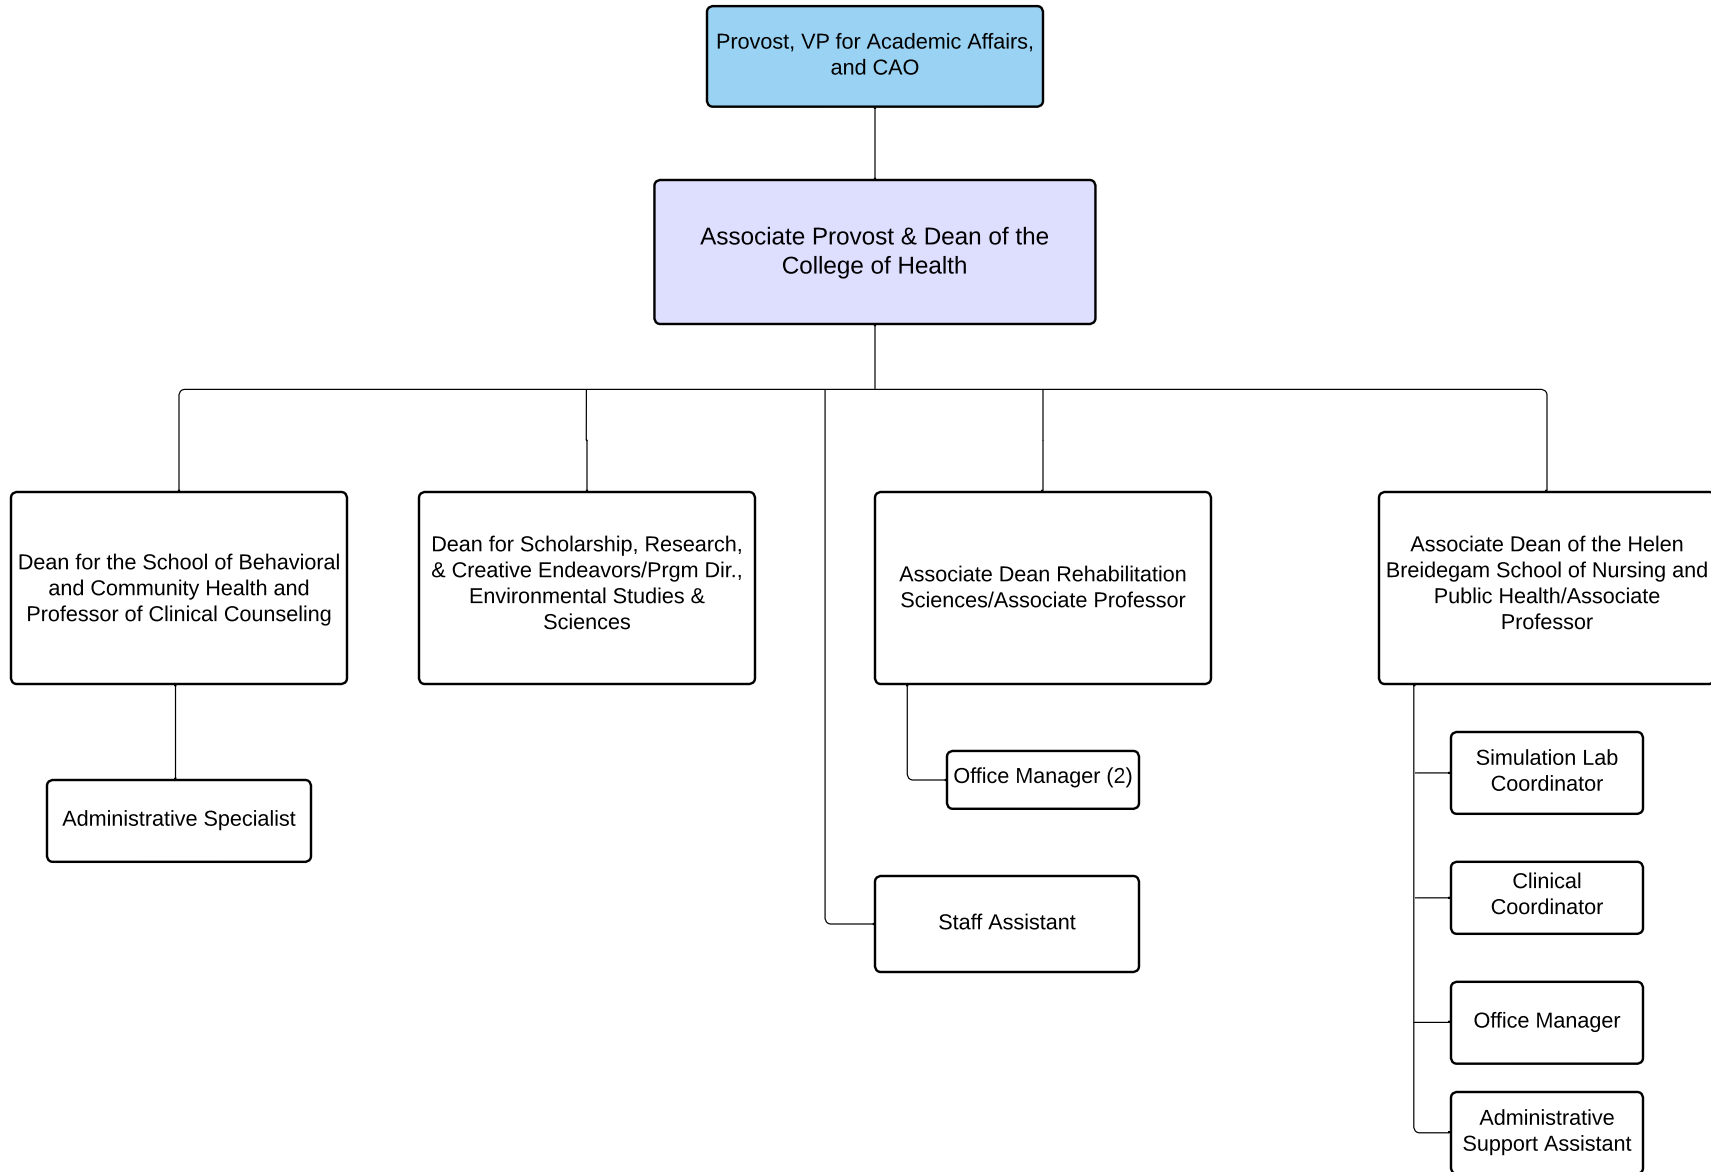 Provost, VP for Academic Affairs,
and CAO
Associate Provost & Dean of the
College of Health
Dean for the School of Behavioral
and Community Health and
Professor of Clinical Counseling
Dean for Scholarship, Research,
& Creative Endeavors/Prgm Dir.,
Environmental Studies &
Sciences
Associate Dean Rehabilitation
Sciences/Associate Professor
Associate Dean of the Helen
Breidegam School of Nursing and
Public Health/Associate
Professor
Administrative Specialist
Office Manager (2)
Staff Assistant
Simulation Lab
Coordinator
Clinical
Coordinator
Office Manager
Administrative
Support Assistant